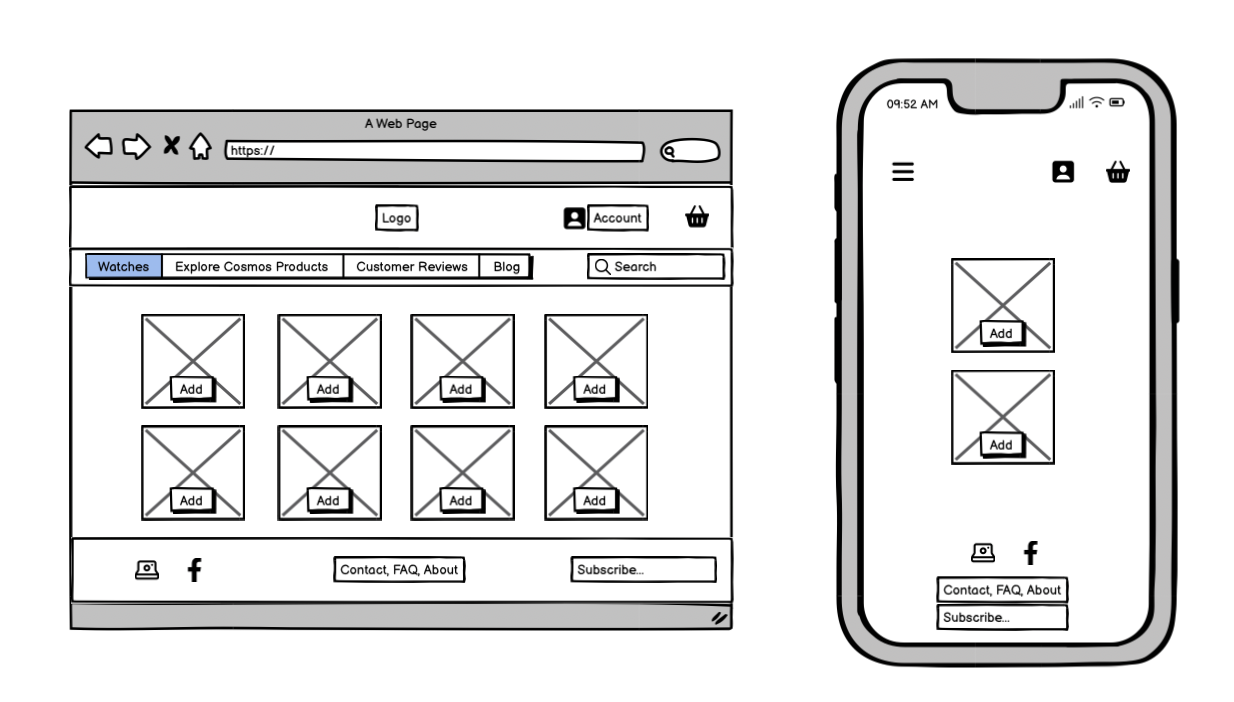 A Web Page
https://
Logo
Account
Watches Explore Cosmos Products Customer Reviews Blog
Search
Add Add Add Add
Add Add Add Add
Contact, FAQ, About
Subscribe...
09:52 AM
Add
Add
Contact, FAQ, About
Subscribe...